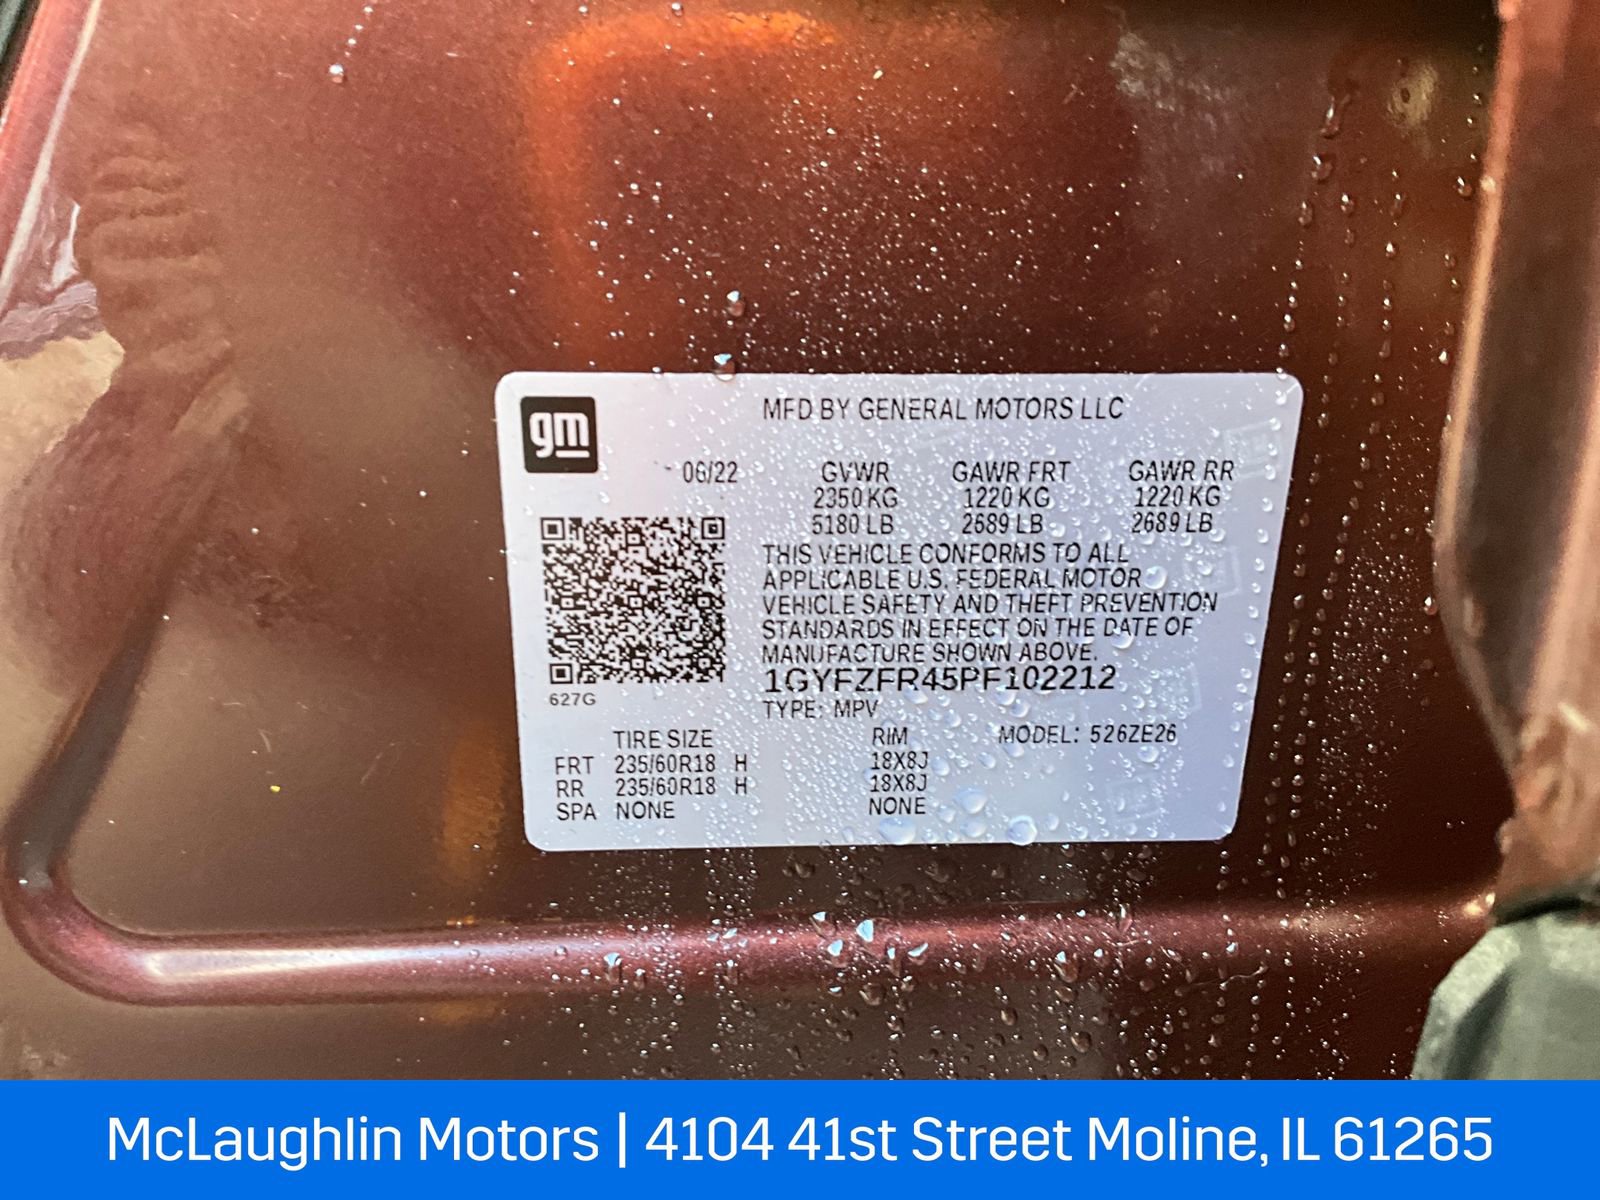 gm
MFD BY GENERAL MOTORS LLC
06/22 GVWR GAWR FRT GAWR RR
2350 KG 1220 KG 1220 KG
5180 LB 2689 LB 2689 LB
THIS VEHICLE CONFORMS TO ALL
APPLICABLE U.S. FEDERAL MOTOR
VEHICLE SAFETY AND THEFT PREVENTION
STANDARDS IN EFFECT ON THE DATE OF
MANUFACTURE SHOWN ABOVE.
1GYFZFR45PF102212
627G
TYPE: MPV
TIRE SIZE RIM MODEL: 526ZE26
FRT 235/60R18 H 18X8J
RR 235/60R18 H 18X8J
SPA NONE NONE
McLaughlin Motors | 4104 41st Street Moline, IL 61265